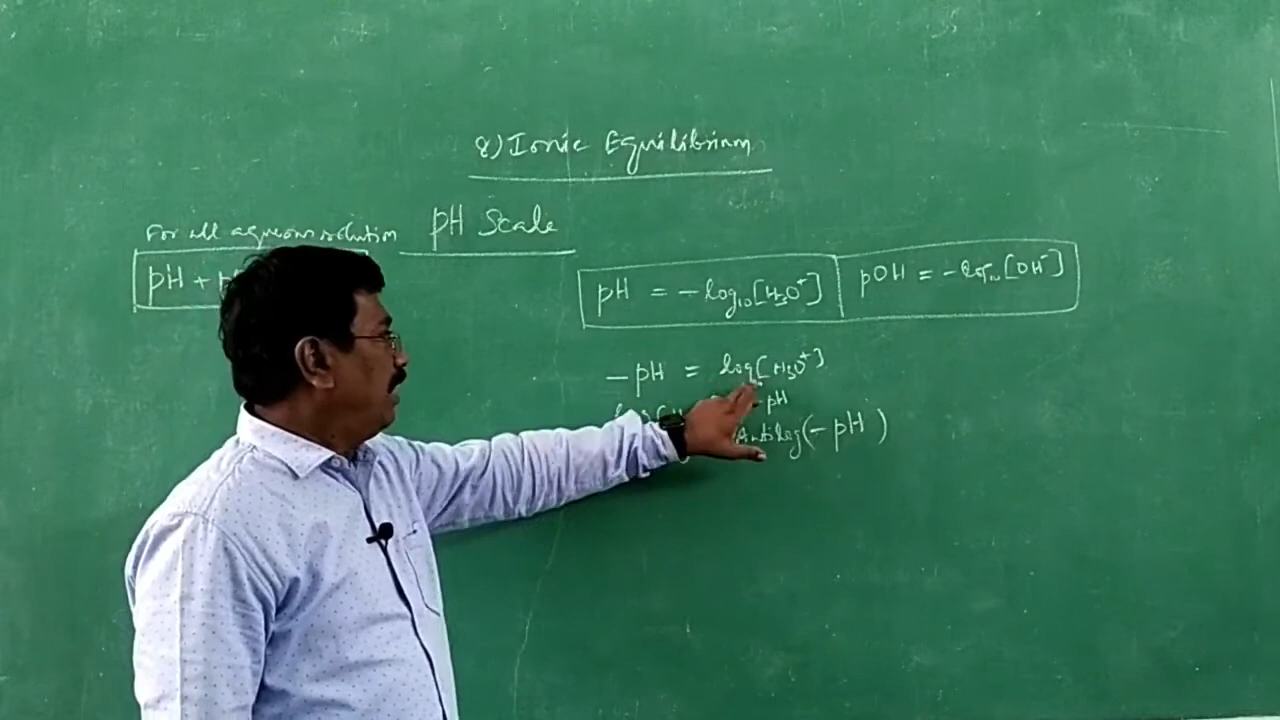 8) Ionic Equilibrium
For all aqueous solution
pH Scale
pH + p
pH = -log₁₀[H₃O⁺]
pOH = -log₁₀[OH⁻]
-pH = log[H₃O⁺]
-pH
Antilog(-pH)